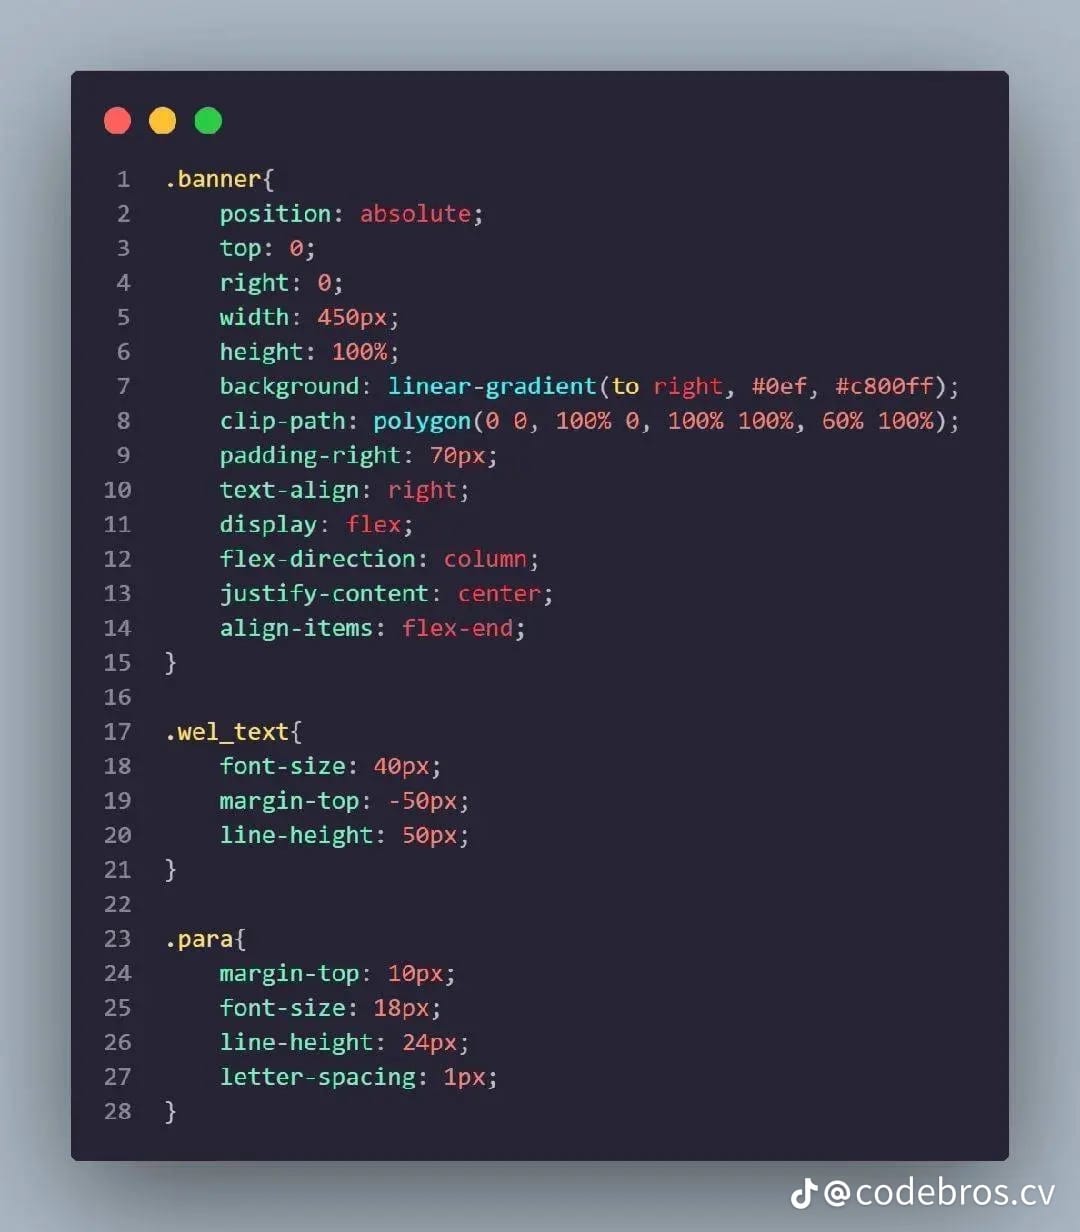 1 .banner{
2     position: absolute;
3     top: 0;
4     right: 0;
5     width: 450px;
6     height: 100%;
7     background: linear-gradient(to right, #0ef, #c800ff);
8     clip-path: polygon(0 0, 100% 0, 100% 100%, 60% 100%);
9     padding-right: 70px;
10     text-align: right;
11     display: flex;
12     flex-direction: column;
13     justify-content: center;
14     align-items: flex-end;
15 }
16
17 .wel_text{
18     font-size: 40px;
19     margin-top: -50px;
20     line-height: 50px;
21 }
22
23 .para{
24     margin-top: 10px;
25     font-size: 18px;
26     line-height: 24px;
27     letter-spacing: 1px;
28 }
@codebros.cv